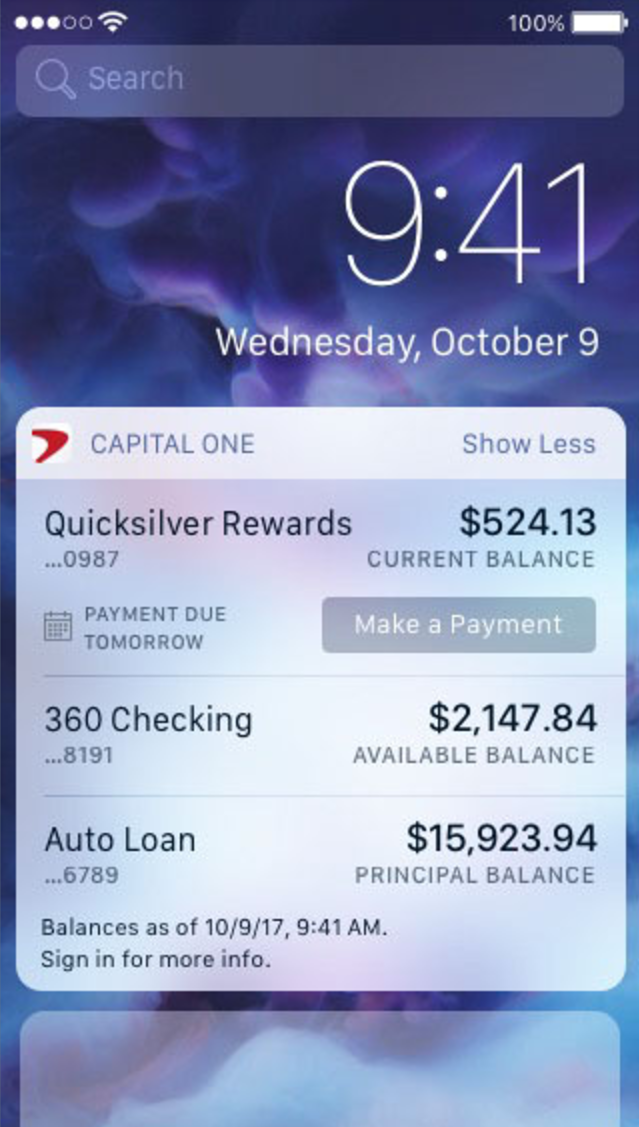 100%
Search
9:41
Wednesday, October 9
CAPITAL ONE Show Less
Quicksilver Rewards $524.13
...0987 CURRENT BALANCE
PAYMENT DUE
TOMORROW
Make a Payment
360 Checking $2,147.84
...8191 AVAILABLE BALANCE
Auto Loan $15,923.94
...6789 PRINCIPAL BALANCE
Balances as of 10/9/17, 9:41 AM.
Sign in for more info.